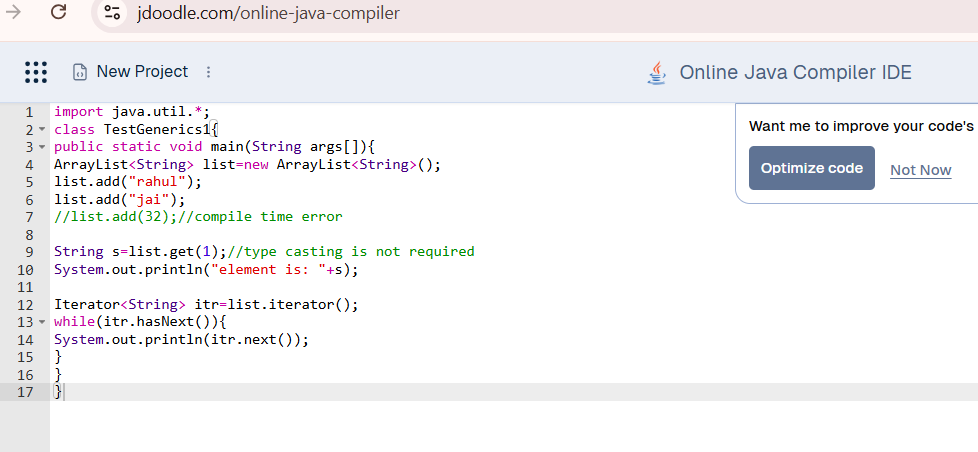 jdoodle.com/online-java-compiler
New Project
Online Java Compiler IDE
Want me to improve your code's
Optimize code
Not Now
1 import java.util.*;
2 class TestGenerics1{
3 public static void main(String args[]){
4 ArrayList<String> list=new ArrayList<String>();
5 list.add("rahul");
6 list.add("jai");
7 //list.add(32);//compile time error
8
9 String s=list.get(1);//type casting is not required
10 System.out.println("element is: "+s);
11
12 Iterator<String> itr=list.iterator();
13 while(itr.hasNext()){
14 System.out.println(itr.next());
15 }
16 }
17 }